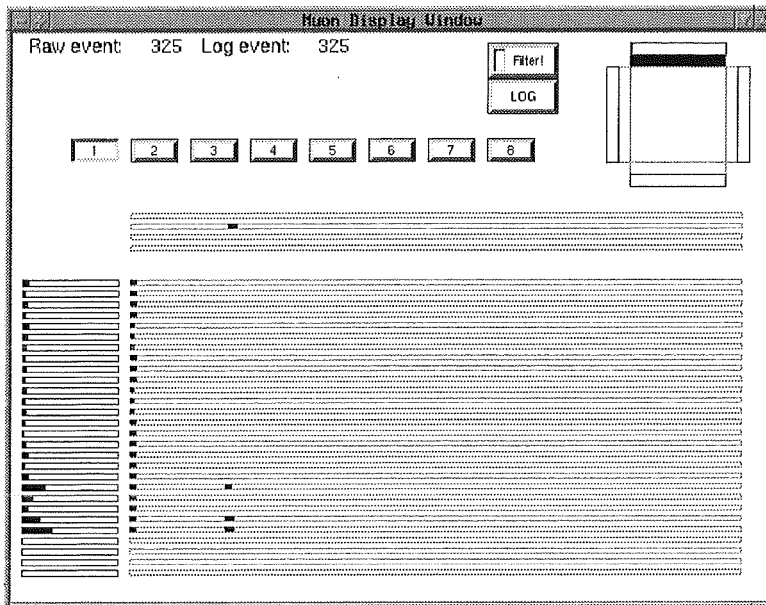 Muon Display Window
Raw event: 325 Log event: 325
Filter!
LOG
1 2 3 4 5 6 7 8